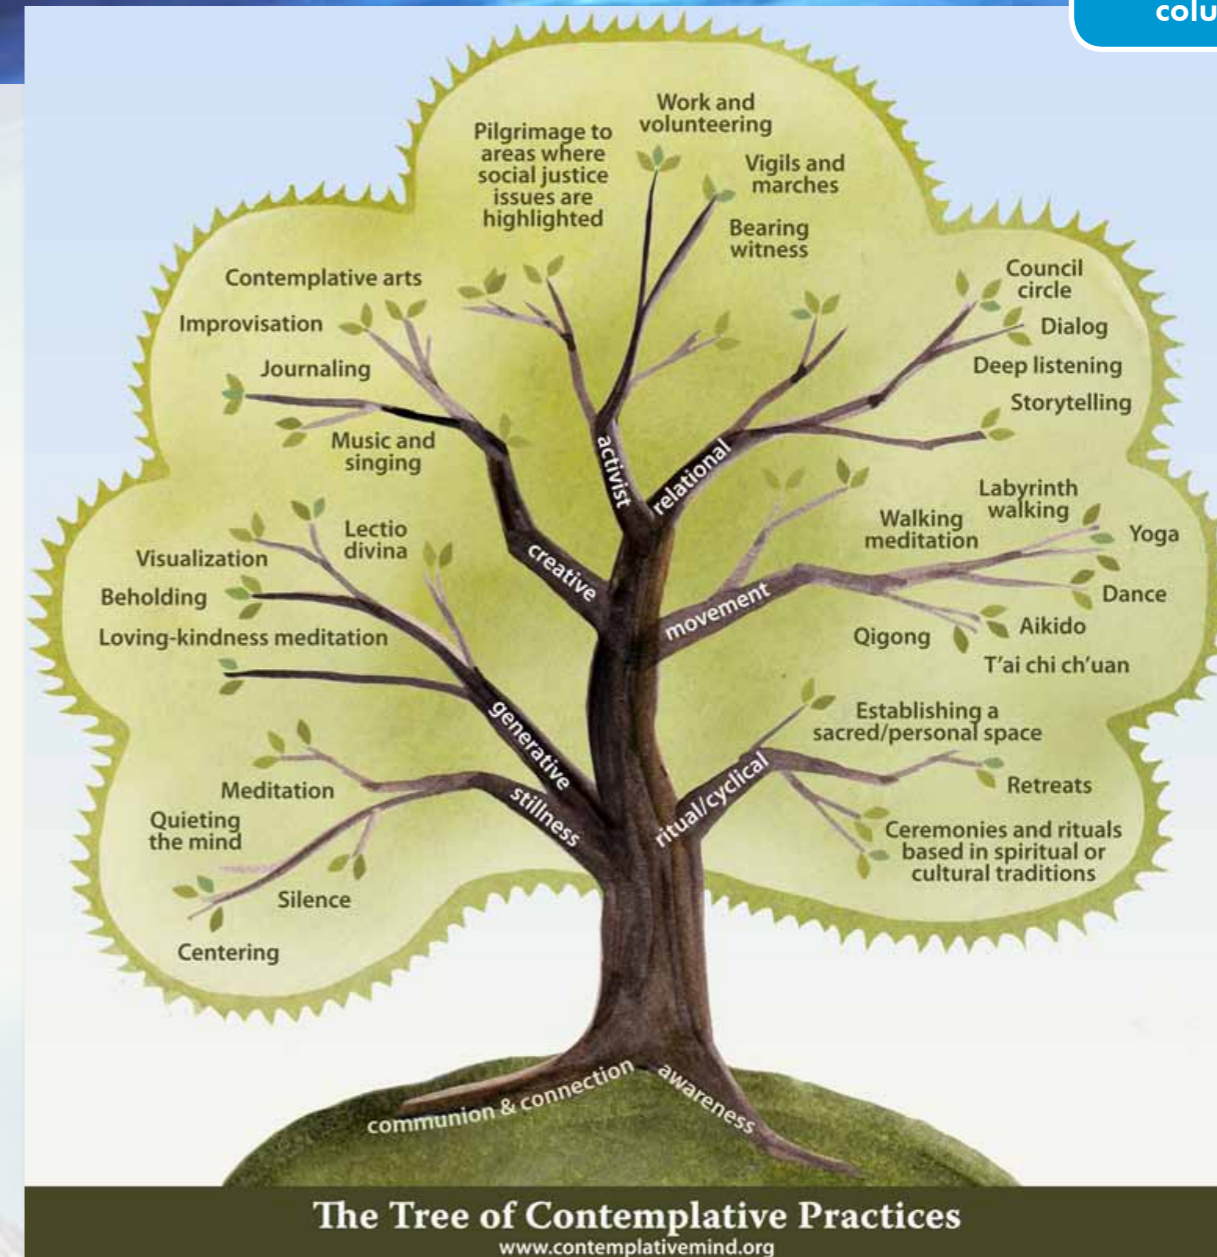 colu
Work and
volunteering
Pilgrimage to
areas where
social justice
issues are
highlighted
Vigils and
marches
Bearing
witness
Contemplative arts
Improvisation
Journaling
Music and
singing
Council
circle
Dialog
Deep listening
Storytelling
activist
relational
creative
movement
Labyrinth
walking
Walking
meditation
Yoga
Dance
Aikido
Qigong
T'ai chi ch'uan
Lectio
divina
Visualization
Beholding
Loving-kindness meditation
generative
stillness
ritual/cyclical
Establishing a
sacred/personal space
Retreats
Ceremonies and rituals
based in spiritual or
cultural traditions
Meditation
Quieting
the mind
Silence
Centering
communion & connection
awareness
The Tree of Contemplative Practices
www.contemplativemind.org